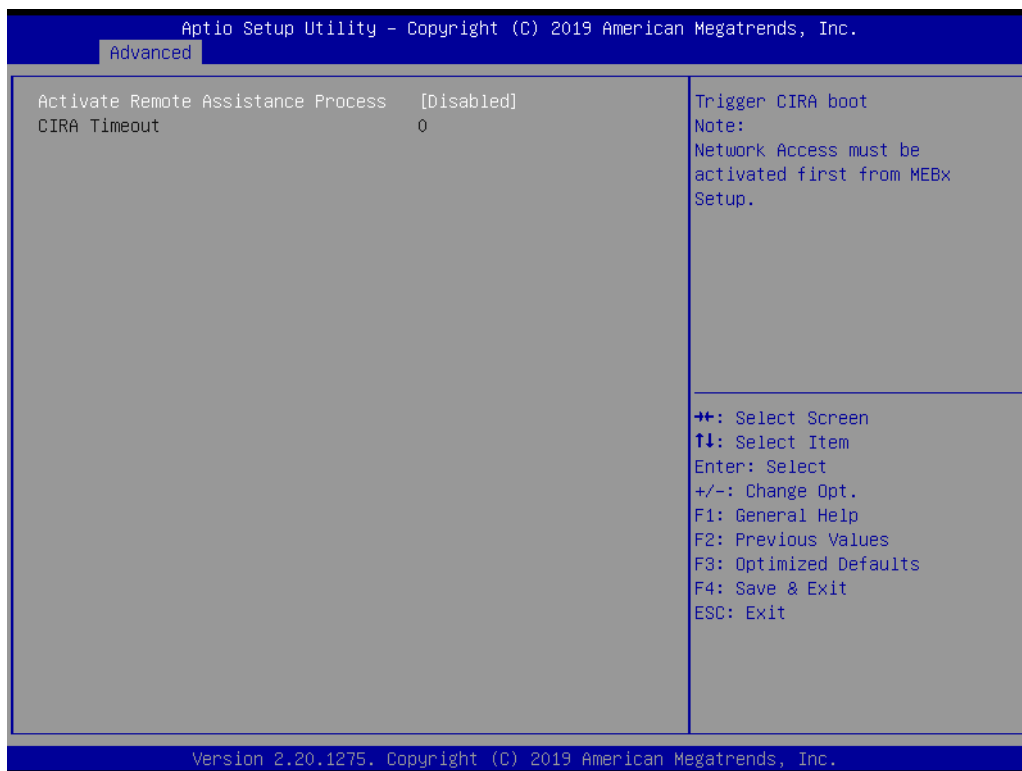 Aptio Setup Utility – Copyright (C) 2019 American Megatrends, Inc.
Advanced
Activate Remote Assistance Process [Disabled]
CIRA Timeout 0
Trigger CIRA boot
Note:
Network Access must be
activated first from MEBx
Setup.
→←: Select Screen
↑↓: Select Item
Enter: Select
+/-: Change Opt.
F1: General Help
F2: Previous Values
F3: Optimized Defaults
F4: Save & Exit
ESC: Exit
Version 2.20.1275. Copyright (C) 2019 American Megatrends, Inc.